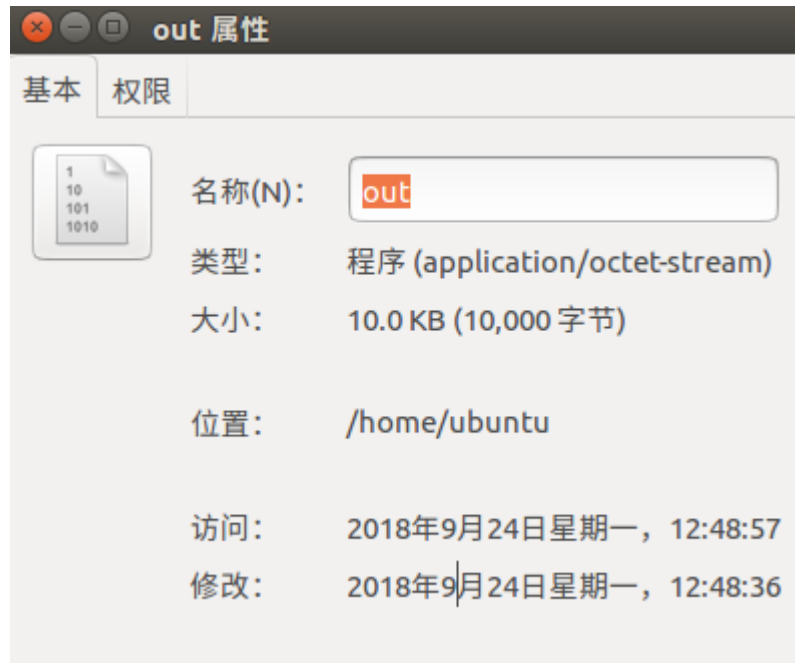 out 属性
基本 权限
1
10
101
1010
名称(N)： out
类型： 程序 (application/octet-stream)
大小： 10.0 KB (10,000 字节)
位置： /home/ubuntu
访问： 2018年9月24日星期一，12:48:57
修改： 2018年9月24日星期一，12:48:36